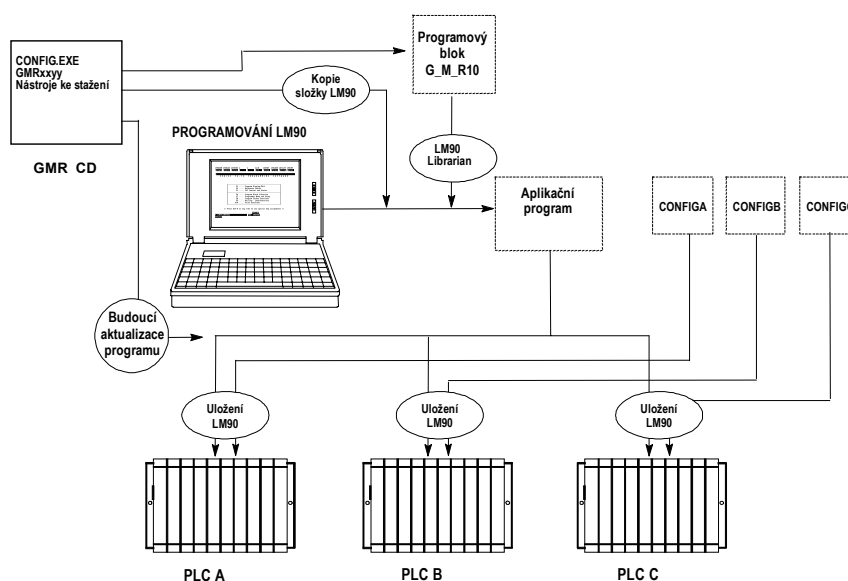 CONFIG.EXE
GMRxxyy
Nástroje ke stažení
GMR CD
Programový
blok
G_M_R10
Kopie
složky LM90
PROGRAMOVÁNÍ LM90
LM90
Librarian
Aplikační
program
CONFIGA
CONFIGB
CONFIGC
Budoucí
aktualizace
programu
Uložení
LM90
Uložení
LM90
Uložení
LM90
PLC A
PLC B
PLC C